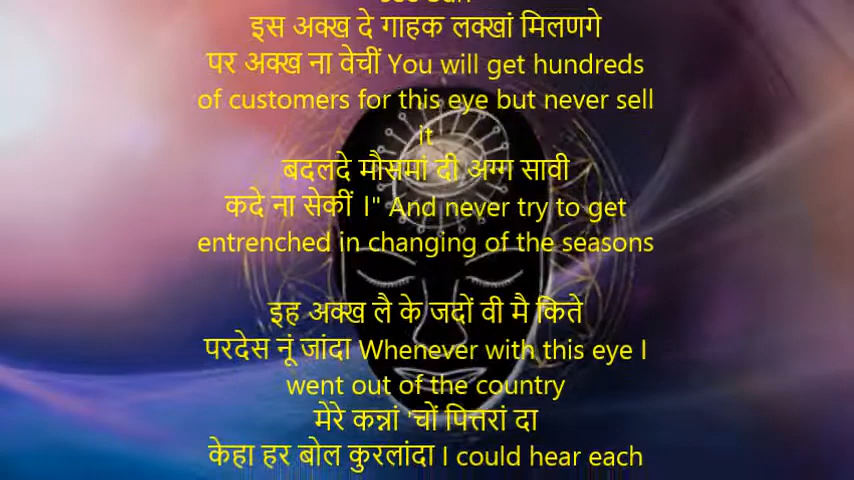 इस अक्ख दे गाहक लक्खां मिलणगे
पर अक्ख ना वेचीं You will get hundreds
of customers for this eye but never sell
it
बदलदे मौसमां दी अग्ग सावी
कदे ना सेकीं ।" And never try to get
entrenched in changing of the seasons
इह अक्ख लै के जदों वी मै किते
परदेस नूं जांदा Whenever with this eye I
went out of the country
मेरे कन्नां 'चों पित्तरां दा
केहा हर बोल कुरलांदा I could hear each